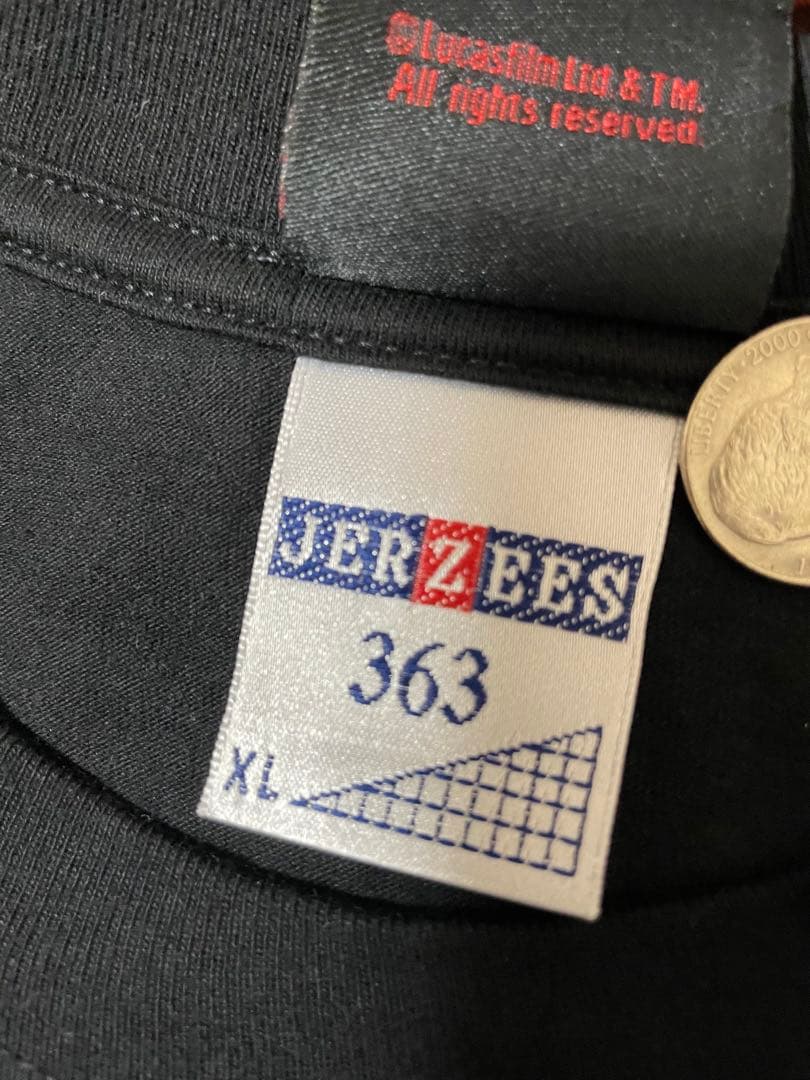 ©Lucasfilm Ltd. & TM.
All rights reserved.
LIBERTY · 2000
JERZEES
363
XL